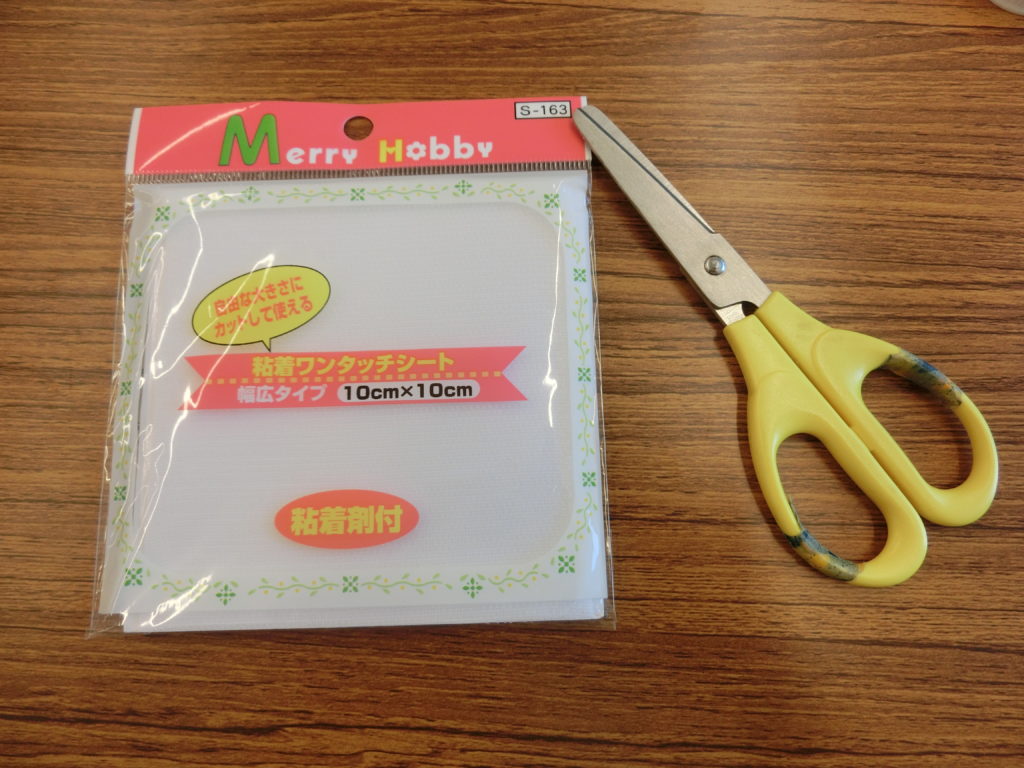 S-163
Merry Hobby
自由な大きさに
カットして使える
粘着ワンタッチシート
幅広タイプ 10cm×10cm
粘着剤付